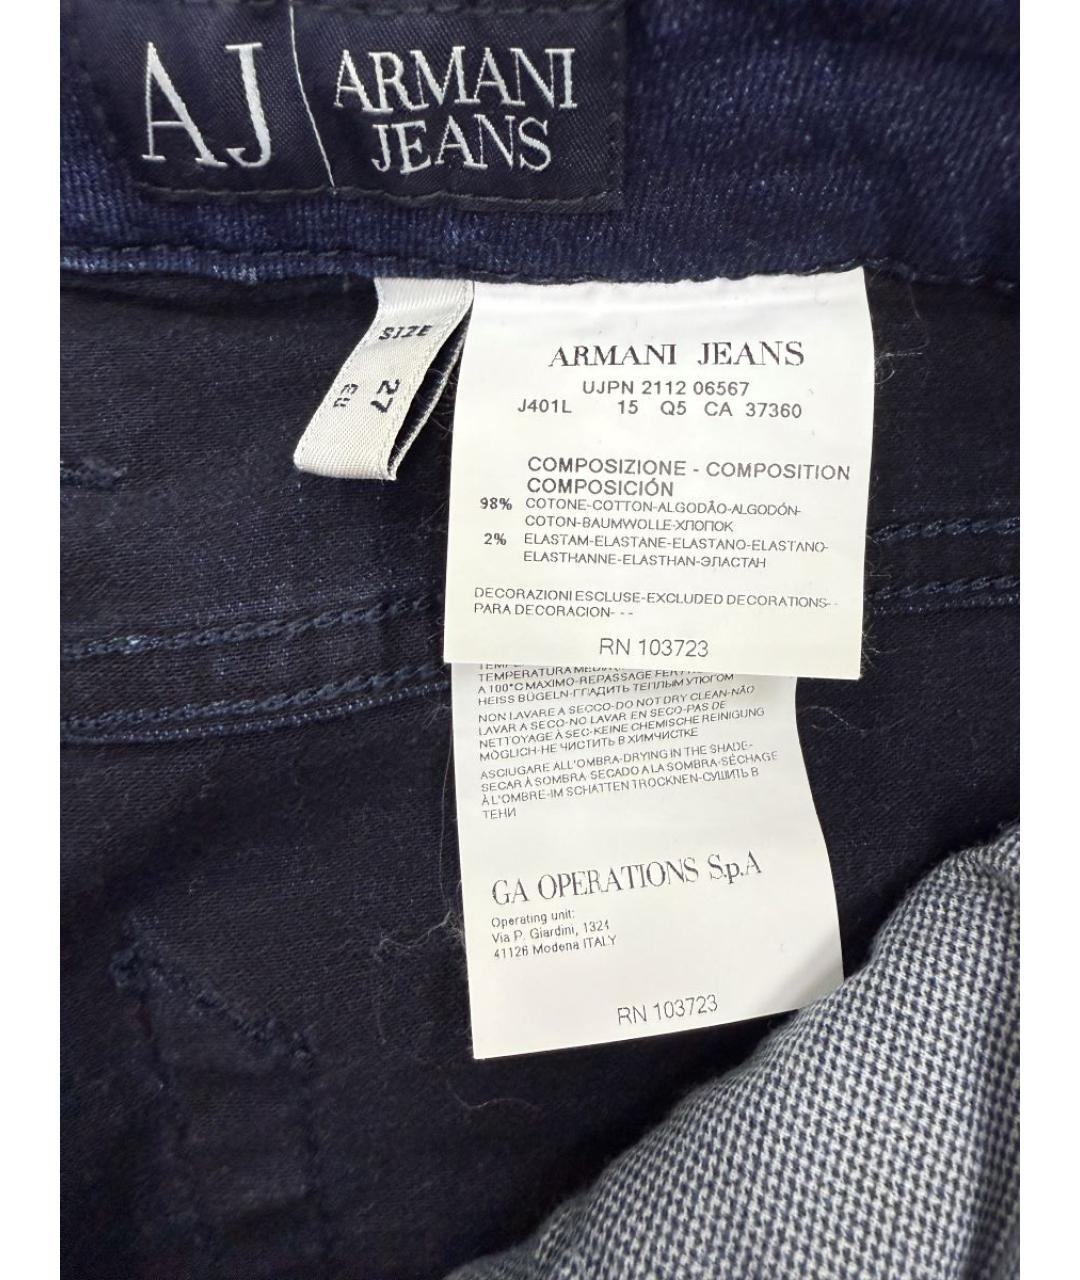 AJ ARMANI
JEANS
SIZE
27
EU
ARMANI JEANS
UJPN 2112 06567
J401L 15 Q5 CA 37360
COMPOSIZIONE - COMPOSITION
COMPOSICIÓN
98% COTONE-COTTON-ALGODÃO-ALGODÓN-
COTON-BAUMWOLLE-ХЛОПОК
2% ELASTAM-ELASTANE-ELASTANO-ELASTANO-
ELASTHANNE-ELASTHAN-ЭЛАСТАН
DECORAZIONI ESCLUSE-EXCLUDED DECORATIONS--
PARA DECORACION- - -
RN 103723
TEMPERATURA
A 100°C MAXIMO-REPASSAGE
HEISS BÜGELN-ГЛАДИТЬ ТЕПЛЫМ УТЮГОМ
NON LAVARE A SECCO-DO NOT DRY CLEAN-NÃO
LAVAR A SECO-NO LAVAR EN SECO-PAS DE
NETTOYAGE À SEC-KEINE CHEMISCHE REINIGUNG
MÖGLICH-НЕ ЧИСТИТЬ В ХИМЧИСТКЕ
ASCIUGARE ALL'OMBRA-DRYING IN THE SHADE-
SECAR À SOMBRA-SECADO A LA SOMBRA-SÉCHAGE
À L'OMBRE-IM SCHATTEN TROCKNEN-СУШИТЬ В
ТЕНИ
GA OPERATIONS S.p.A
Operating unit:
Via P. Giardini, 1324
41126 Modena ITALY
RN 103723